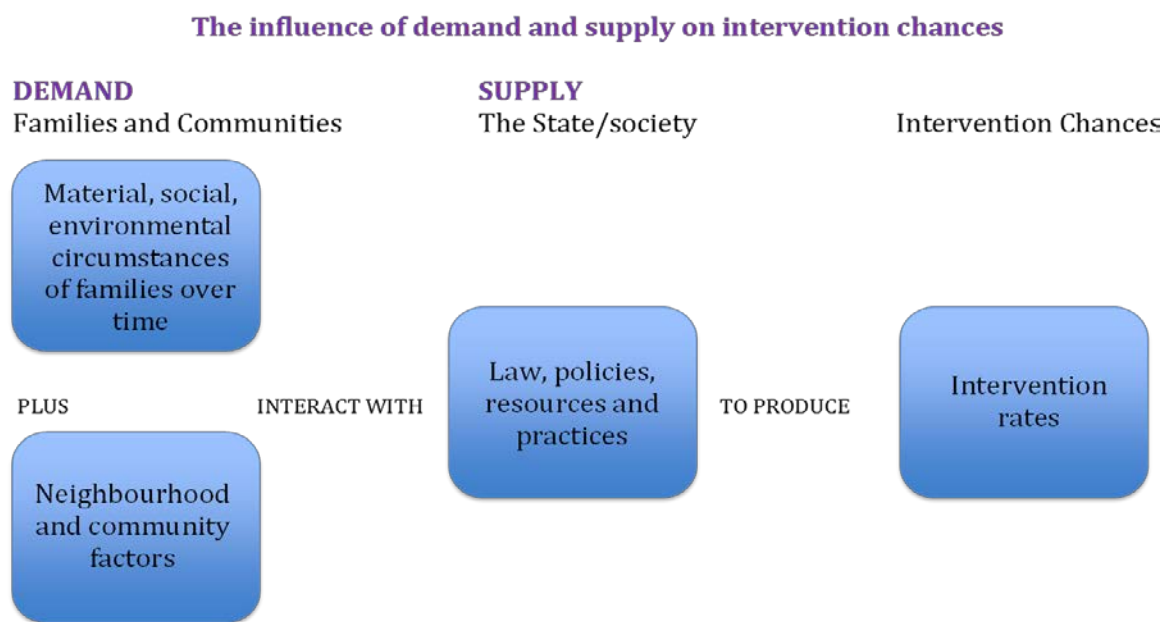 The influence of demand and supply on intervention chances
DEMAND
Families and Communities
SUPPLY
The State/society
Intervention Chances
Material, social,
environmental
circumstances
of families over
time
PLUS
Neighbourhood
and community
factors
INTERACT WITH
Law, policies,
resources and
practices
TO PRODUCE
Intervention
rates